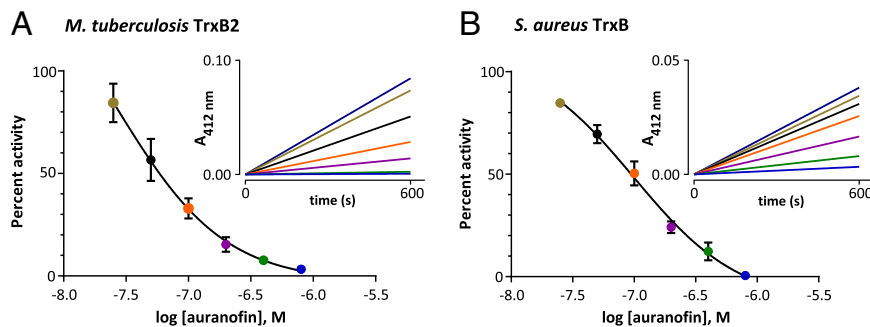 A M. tuberculosis TrxB2
0.10
A412 nm
0.00
0 600
time (s)
100
50
0
Percent activity
-8.0 -7.5 -7.0 -6.5 -6.0 -5.5
log [auranofin], M
B S. aureus TrxB
0.05
A412 nm
0.00
0 600
time (s)
100
50
0
Percent activity
-8.0 -7.5 -7.0 -6.5 -6.0 -5.5
log [auranofin], M